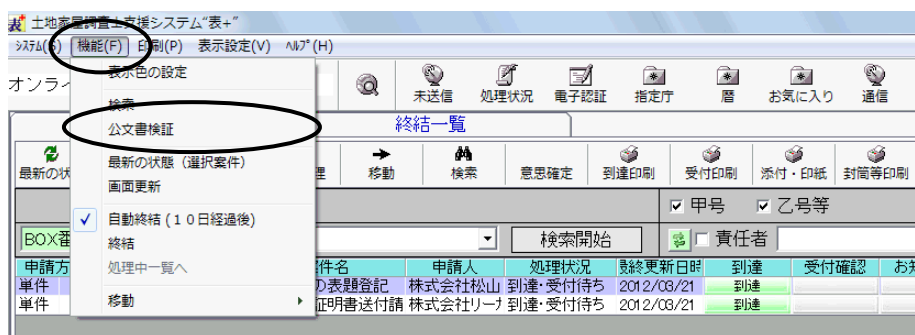 土地家屋調査士支援システム“表+”
システム(S) 機能(F) 印刷(P) 表示設定(V) ヘルプ(H)
オンライ
未送信 処理状況 電子認証 指定庁 暦 お気に入り 通信
表示色の設定
検索
公文書検証
最新の状態（選択案件）
画面更新
✓ 自動終結(１０日経過後)
終結
処理中一覧へ
移動
終結一覧
最新の状 理 移動 検索 意思確定 到達印刷 受付印刷 添付・印紙 封筒等印刷
甲号 乙号等
BOX番 検索開始 責任者
申請方 件名 申請人 処理状況 最終更新日時 到達 受付確認 お知
単件 の表題登記 株式会社松山 到達・受付待ち 2012/03/21 到達
単件 証明書送付請 株式会社リーナ 到達・受付待ち 2012/03/21 到達